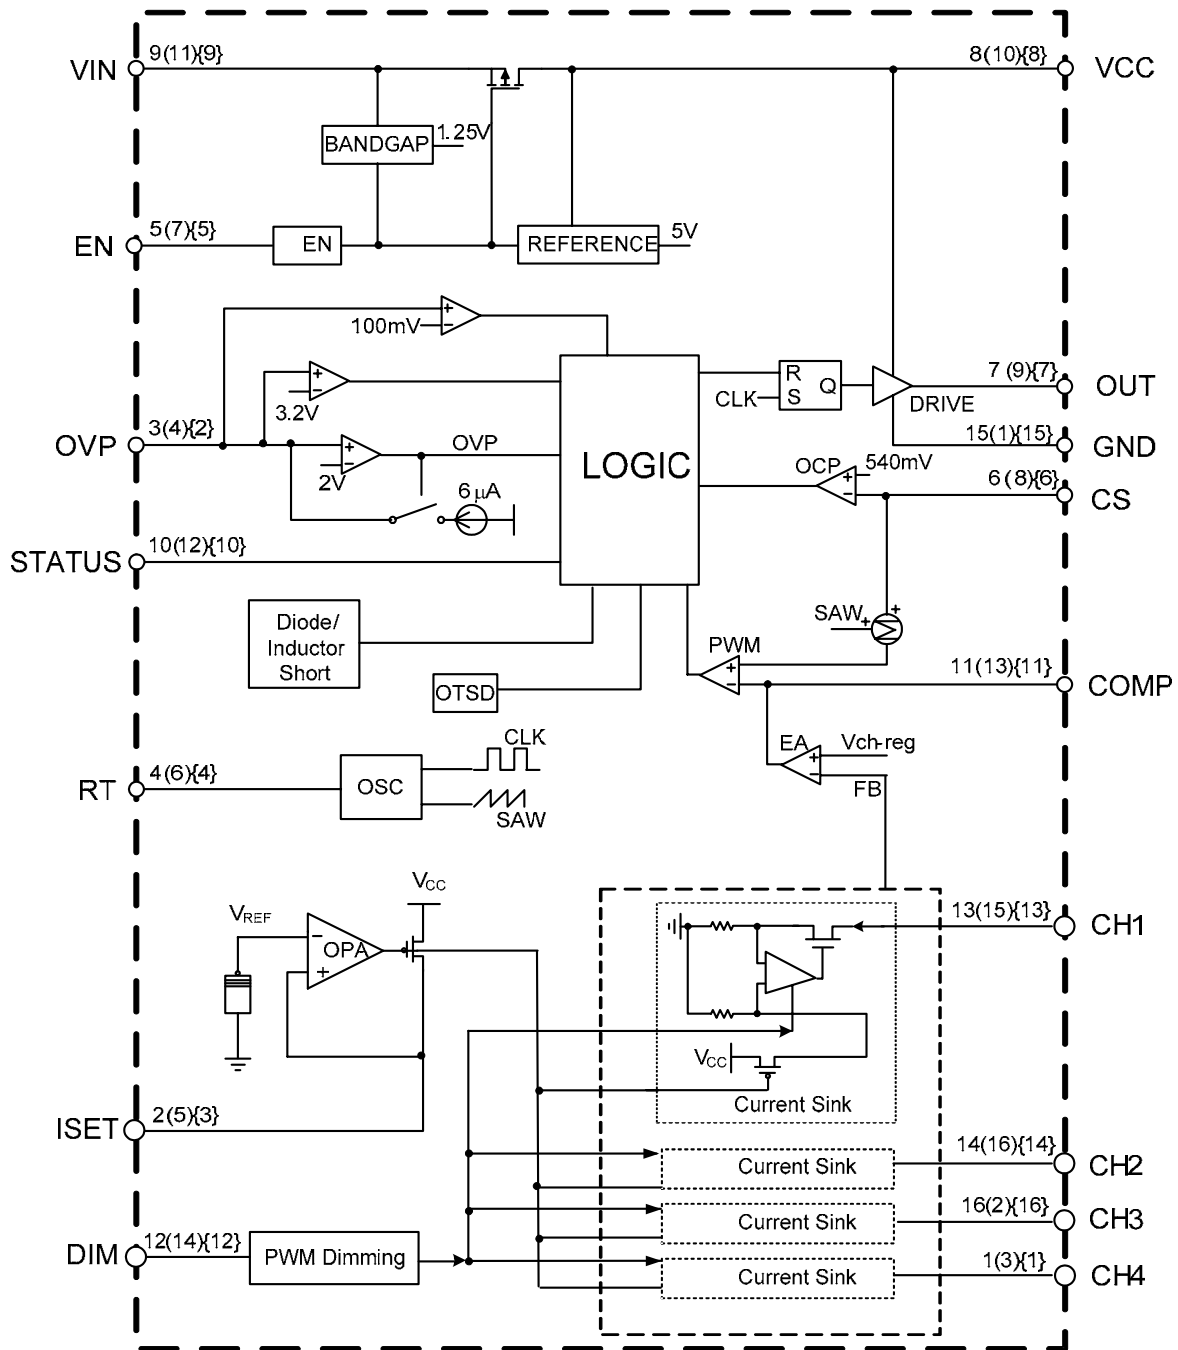 VIN
9(11){9}
8(10){8}
VCC
BANDGAP
1.25V
EN
5(7){5}
EN
REFERENCE
5V
+
−
100mV
+
−
3.2V
OVP
3(4){2}
+
−
2V
OVP
6µA
LOGIC
R
S
Q
CLK
DRIVE
7(9){7}
OUT
15(1){15}
GND
OCP
+
−
540mV
6(8){6}
CS
STATUS
10(12){10}
Diode/
Inductor
Short
SAW
+
+
PWM
+
−
11(13){11}
COMP
OTSD
EA
+
−
Vch-reg
FB
RT
4(6){4}
OSC
CLK
SAW
VCC
VREF
−
OPA
+
13(15){13}
CH1
VCC
Current Sink
ISET
2(5){3}
Current Sink
14(16){14}
CH2
Current Sink
16(2){16}
CH3
DIM
12(14){12}
PWM Dimming
Current Sink
1(3){1}
CH4